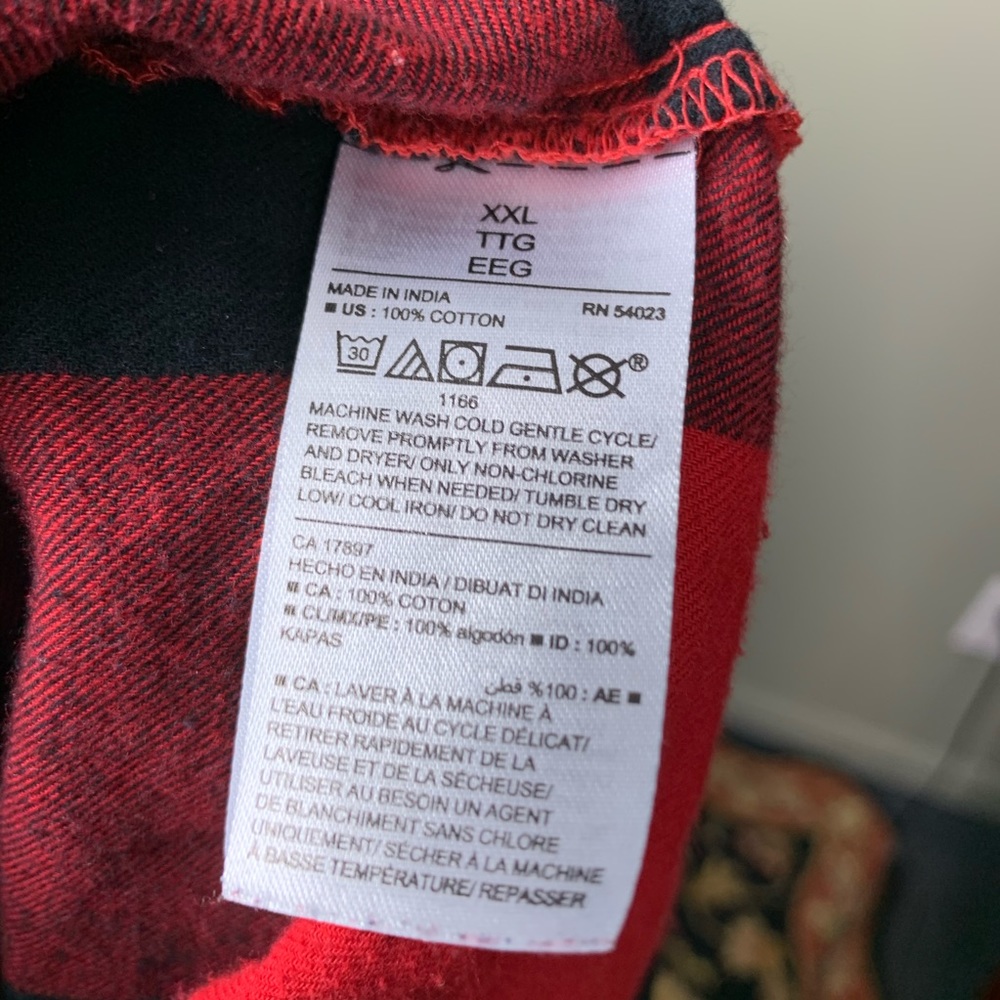 XXL
TTG
EEG
MADE IN INDIA RN 54023
■ US : 100% COTTON
30
®
1166
MACHINE WASH COLD GENTLE CYCLE/
REMOVE PROMPTLY FROM WASHER
AND DRYER/ ONLY NON-CHLORINE
BLEACH WHEN NEEDED/ TUMBLE DRY
LOW/ COOL IRON/ DO NOT DRY CLEAN
CA 17897
HECHO EN INDIA / DIBUAT DI INDIA
■ CA : 100% COTON
■ CL/MX/PE : 100% algodón ■ ID : 100%
KAPAS
■ AE : 100% قطن
■ CA : LAVER À LA MACHINE À
L'EAU FROIDE AU CYCLE DÉLICAT/
RETIRER RAPIDEMENT DE LA
LAVEUSE ET DE LA SÉCHEUSE/
UTILISER AU BESOIN UN AGENT
DE BLANCHIMENT SANS CHLORE
UNIQUEMENT/ SÉCHER À LA MACHINE
À BASSE TEMPÉRATURE/ REPASSER